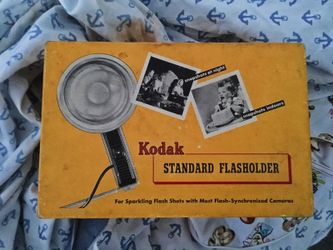 snapshots at night
snapshots indoors
Kodak
STANDARD FLASHOLDER
For Sparkling Flash Shots with Most Flash-Synchronized Cameras